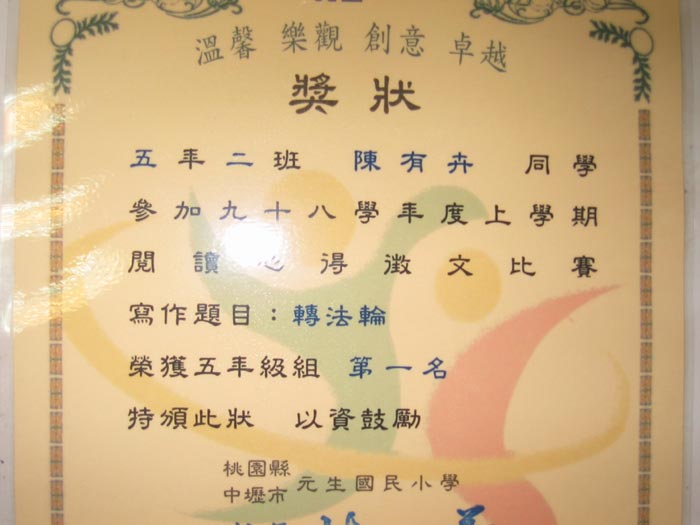 溫馨 樂觀 創意 卓越
獎狀
五年二班 陳有卉 同學
參加九十八學年度上學期
閱讀心得徵文比賽
寫作題目：轉法輪
榮獲五年級組 第一名
特頒此狀 以資鼓勵
桃園縣
中壢市 元生國民小學